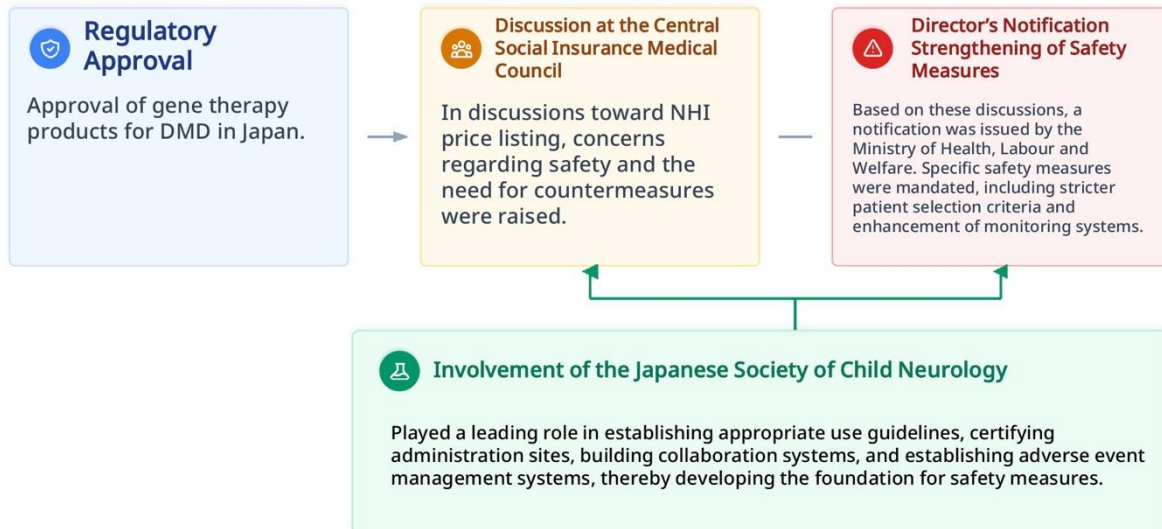 Regulatory
Approval
Approval of gene therapy
products for DMD in Japan.
Discussion at the Central
Social Insurance Medical
Council
In discussions toward NHI
price listing, concerns
regarding safety and the
need for countermeasures
were raised.
Director’s Notification
Strengthening of Safety
Measures
Based on these discussions, a
notification was issued by the
Ministry of Health, Labour and
Welfare. Specific safety measures
were mandated, including stricter
patient selection criteria and
enhancement of monitoring systems.
Involvement of the Japanese Society of Child Neurology
Played a leading role in establishing appropriate use guidelines, certifying
administration sites, building collaboration systems, and establishing adverse event
management systems, thereby developing the foundation for safety measures.